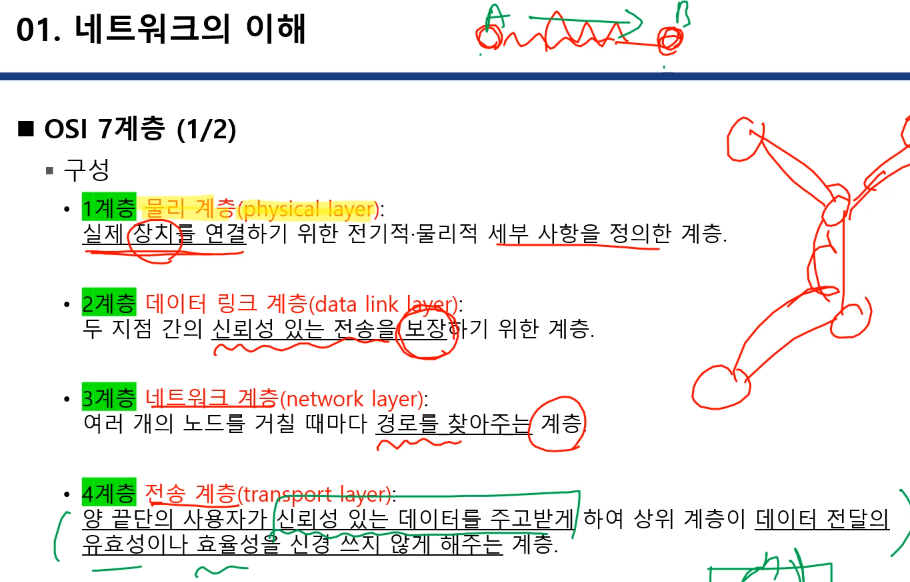 01. 네트워크의 이해
A B
■ OSI 7계층 (1/2)
▪ 구성
• 1계층 물리 계층(physical layer):
실제 장치를 연결하기 위한 전기적·물리적 세부 사항을 정의한 계층.
• 2계층 데이터 링크 계층(data link layer):
두 지점 간의 신뢰성 있는 전송을 보장하기 위한 계층.
• 3계층 네트워크 계층(network layer):
여러 개의 노드를 거칠 때마다 경로를 찾아주는 계층.
• 4계층 전송 계층(transport layer):
양 끝단의 사용자가 신뢰성 있는 데이터를 주고받게 하여 상위 계층이 데이터 전달의
유효성이나 효율성을 신경 쓰지 않게 해주는 계층.